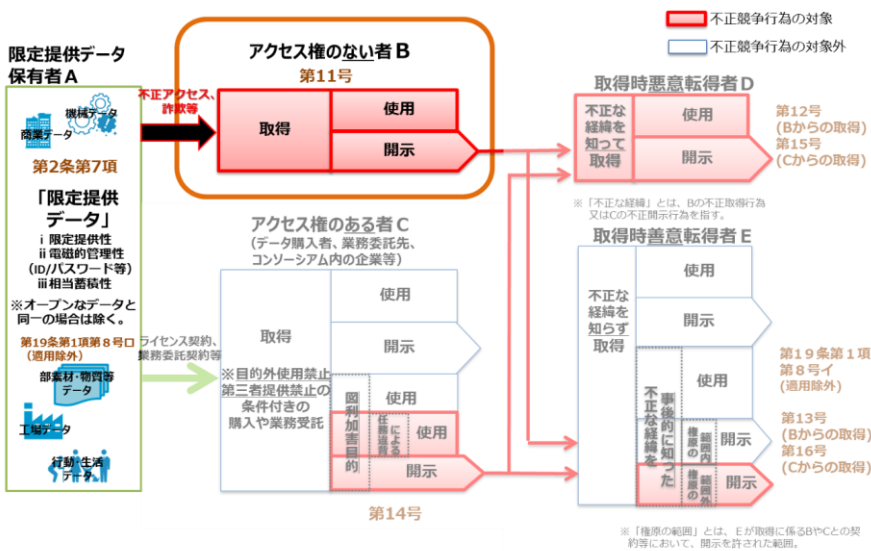 不正競争行為の対象
不正競争行為の対象外
限定提供データ
保有者A
機械データ
商業データ
第2条第7項
「限定提供
データ」
ⅰ 限定提供性
ⅱ 電磁的管理性
（ID/パスワード等）
ⅲ 相当蓄積性
※オープンなデータと
同一の場合は除く。
第19条第1項第8号ロ
（適用除外）
部素材・物質等
データ
工場データ
行動・生活
データ
不正アクセス、
詐欺等
アクセス権のない者B
第11号
取得
使用
開示
ライセンス契約、
業務委託契約等
アクセス権のある者C
（データ購入者、業務委託先、
コンソーシアム内の企業等）
取得
※目的外使用禁止
第三者提供禁止の
条件付きの
購入や業務受託
使用
開示
図利加害目的
使用
任務違背
による
使用
開示
第14号
取得時悪意転得者D
不正な
経緯を
知って
取得
使用
開示
第12号
(Bからの取得)
第15号
(Cからの取得)
※「不正な経緯」とは、Bの不正取得行為
又はCの不正開示行為を指す。
取得時善意転得者E
不正な
経緯を
知らず
取得
使用
開示
事後的に知った
不正な経緯を
使用
範囲内
権原の
開示
範囲外
権原の
開示
第19条第1項
第8号イ
(適用除外)
第13号
(Bからの取得)
第16号
(Cからの取得)
※「権原の範囲」とは、Eが取得に係るBやCとの契
約等において、開示を許された範囲。